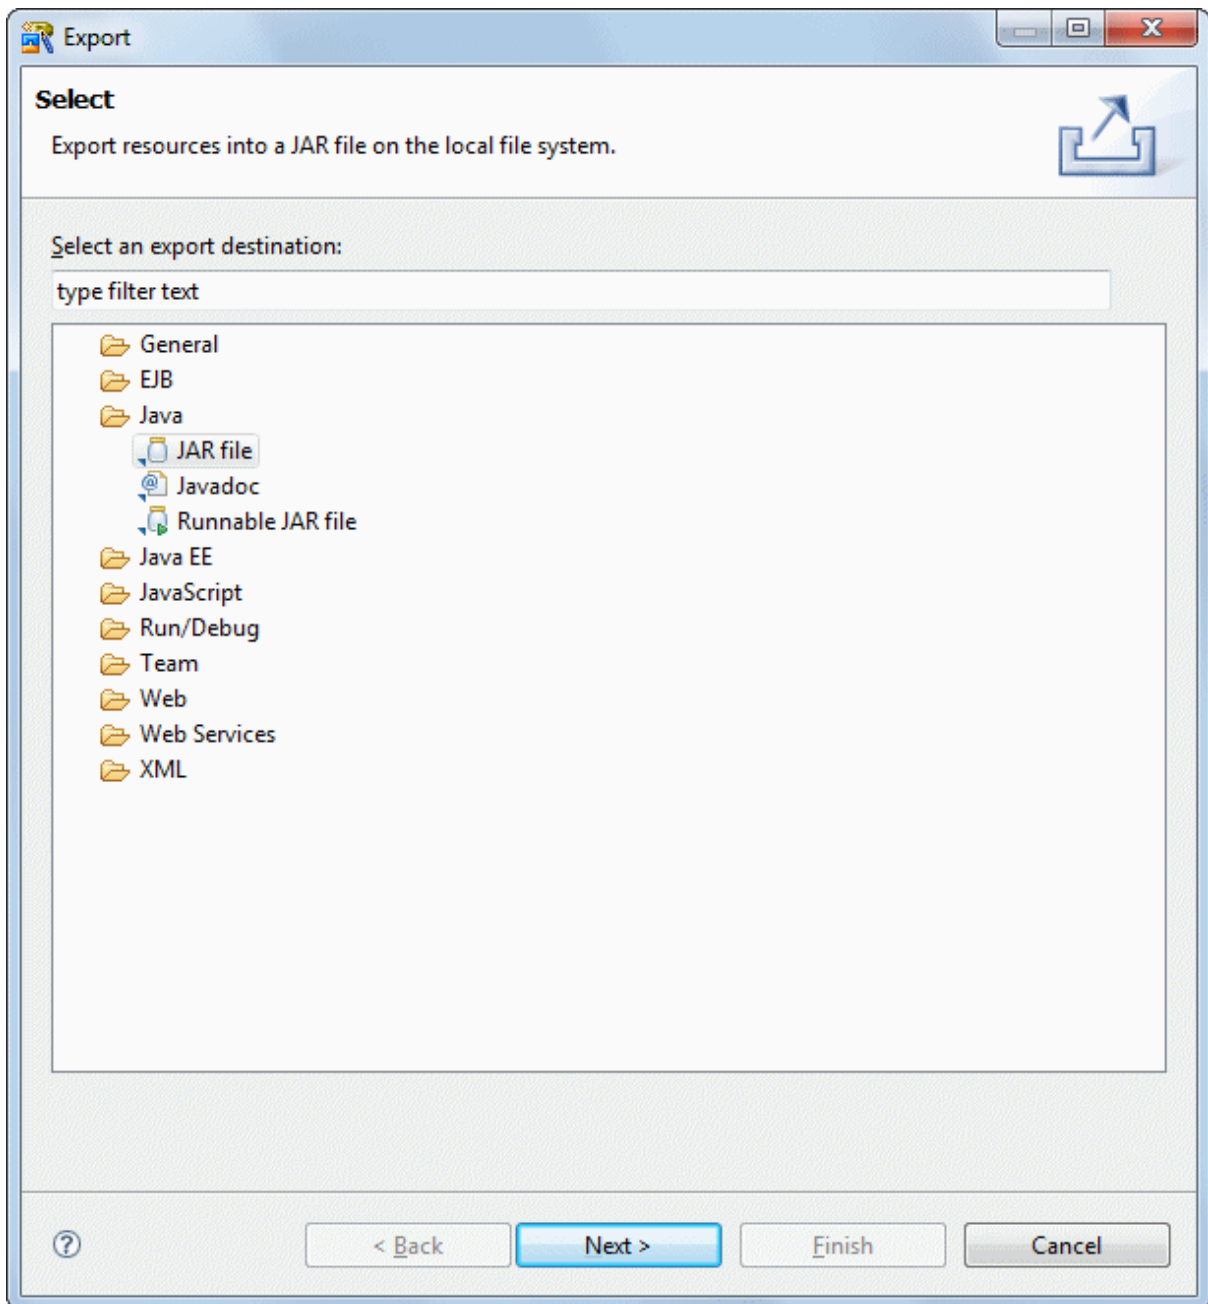 Export
Select
Export resources into a JAR file on the local file system.
Select an export destination:
type filter text
General
EJB
Java
JAR file
Javadoc
Runnable JAR file
Java EE
JavaScript
Run/Debug
Team
Web
Web Services
XML
< Back Next > Finish Cancel